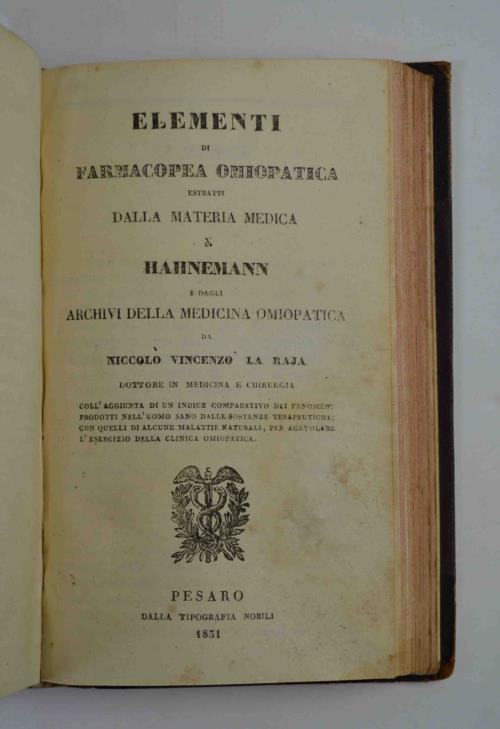 ELEMENTI
DI
FARMACOPEA OMIOPATICA
ESTRATTI
DALLA MATERIA MEDICA
di
HAHNEMANN
E DAGLI
ARCHIVI DELLA MEDICINA OMIOPATICA
DA
NICCOLÒ VINCENZO LA RAJA
DOTTORE IN MEDICINA E CHIRURGIA
COLL'AGGIUNTA DI UN INDICE COMPARATIVO DEI FENOMENI
PRODOTTI NELL'UOMO SANO DALLE SOSTANZE TERAPEUTICHE,
CON QUELLI DI ALCUNE MALATTIE NATURALI, PER AGEVOLARE
L'ESERCIZIO DELLA CLINICA OMIOPATICA.
PESARO
DALLA TIPOGRAFIA NOBILI
1831